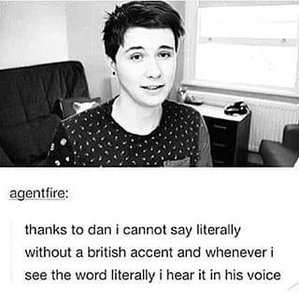 agentfire:
thanks to dan i cannot say literally
without a british accent and whenever i
see the word literally i hear it in his voice